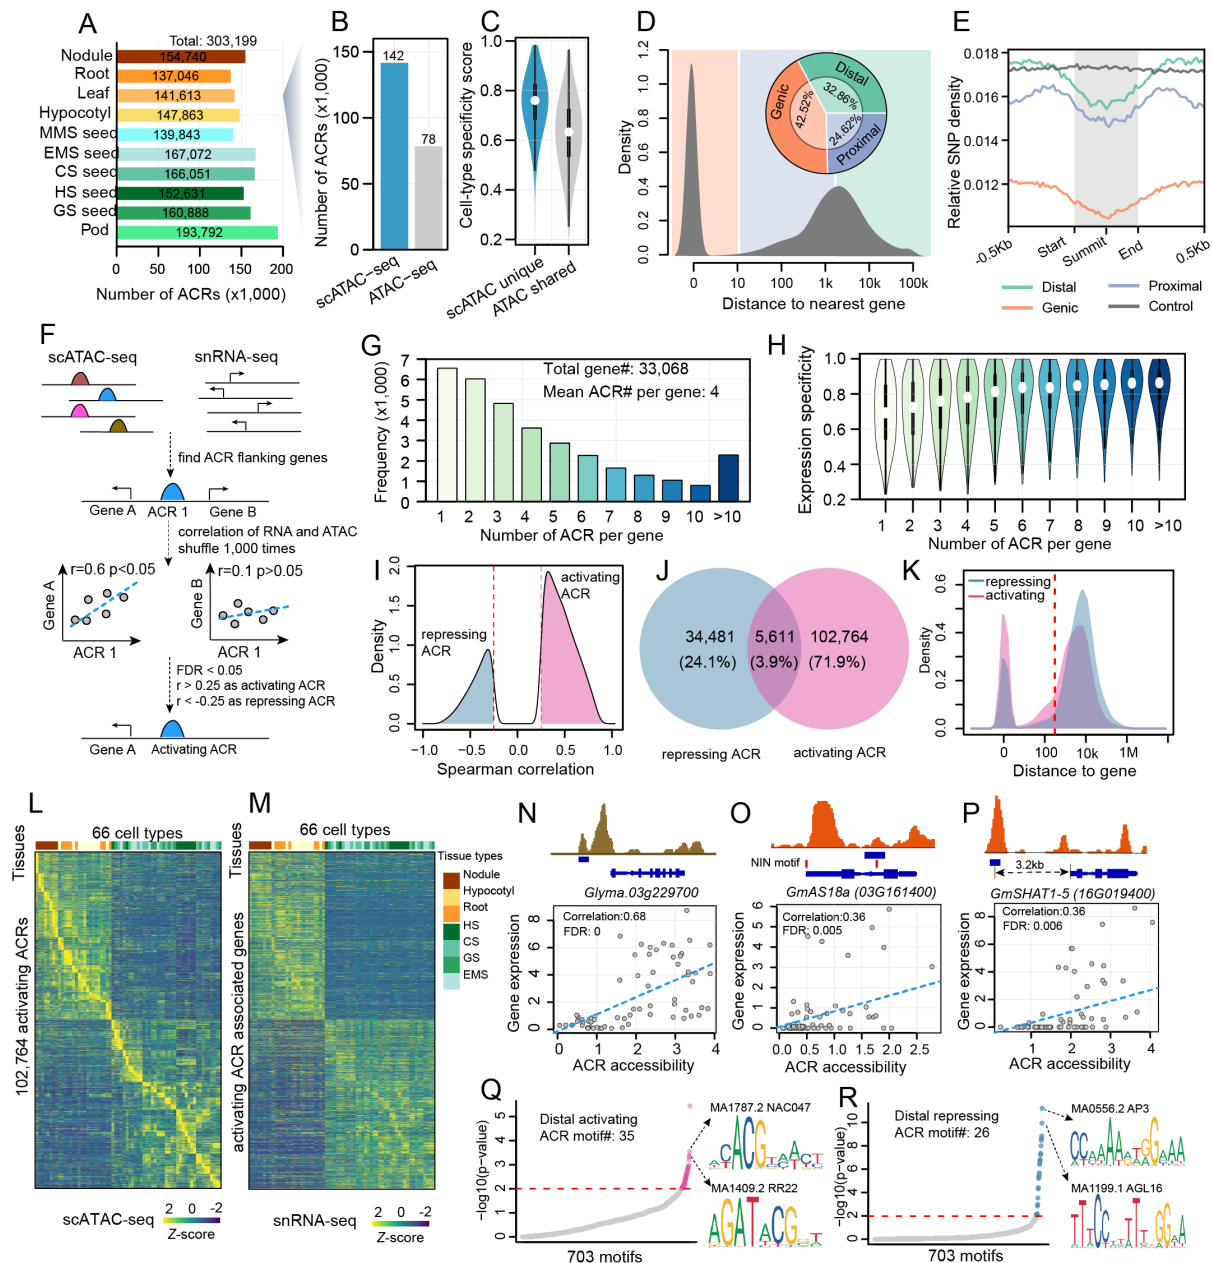 A
Total: 303,199
Nodule 154,740
Root 137,046
Leaf 141,613
Hypocotyl 147,863
MMS seed 139,843
EMS seed 167,072
CS seed 166,051
HS seed 152,631
GS seed 160,888
Pod 193,792
0 50 100 150 200
Number of ACRs (x1,000)
B
Number of ACRs (x1,000)
150
100
50
0
142
78
scATAC−seq
ATAC−seq
C
Cell-type specificity score
1.0
0.8
0.6
0.4
0.2
scATAC unique
ATAC shared
D
Density
1.2
1.0
0.8
0.6
0.4
0.2
0.0
Genic
42.52%
Distal
32.86%
Proximal
24.62%
0 10 100 1k 10k 100k
Distance to nearest gene
E
Relative SNP density
0.018
0.016
0.014
0.012
-0.5Kb Start Summit End 0.5Kb
Distal Proximal
Genic Control
F
scATAC-seq snRNA-seq
find ACR flanking genes
Gene A ACR 1 Gene B
correlation of RNA and ATAC
shuffle 1,000 times
r=0.6 p<0.05
r=0.1 p>0.05
Gene A
Gene B
ACR 1
ACR 1
FDR < 0.05
r > 0.25 as activating ACR
r < -0.25 as repressing ACR
Gene A Activating ACR
G
Frequency (x1,000)
7
6
5
4
3
2
1
0
Total gene#: 33,068
Mean ACR# per gene: 4
1 2 3 4 5 6 7 8 9 10 >10
Number of ACR per gene
H
Expression specificity
1.0
0.8
0.6
0.4
0.2
1 2 3 4 5 6 7 8 9 10 >10
Number of ACR per gene
I
Density
2.0
1.5
1.0
0.5
0.0
activating
ACR
repressing
ACR
−1.0 −0.5 0.0 0.5 1.0
Spearman correlation
J
34,481 5,611 102,764
(24.1%) (3.9%) (71.9%)
repressing ACR activating ACR
K
Density
0.6
0.4
0.2
0.0
repressing
activating
0 100 10k 1M
Distance to gene
L
66 cell types
Tissues
102,764 activating ACRs
scATAC-seq
2 0 -2
Z-score
M
66 cell types
Tissues
activating ACR associated genes
snRNA-seq
2 0 -2
Z-score
Tissue types
Nodule
Hypocotyl
Root
HS
CS
GS
EMS
N
Glyma.03g229700
Correlation:0.68
FDR: 0
Gene expression
8
6
4
2
0
0 1 2 3 4
ACR accessibility
O
NIN motif
GmAS18a (03G161400)
Correlation:0.36
FDR: 0.005
Gene expression
6
5
4
3
2
1
0
0.0 0.5 1.0 1.5 2.0 2.5
ACR accessibility
P
3.2kb
GmSHAT1-5 (16G019400)
Correlation:0.36
FDR: 0.006
Gene expression
8
6
4
2
0
0 1 2 3 4
ACR accessibility
Q
−log10(p−value)
5
4
3
2
1
0
Distal activating
ACR motif#: 35
MA1787.2 NAC047
MA1409.2 RR22
703 motifs
R
−log10(p−value)
10
8
6
4
2
0
Distal repressing
ACR motif#: 26
MA0556.2 AP3
MA1199.1 AGL16
703 motifs